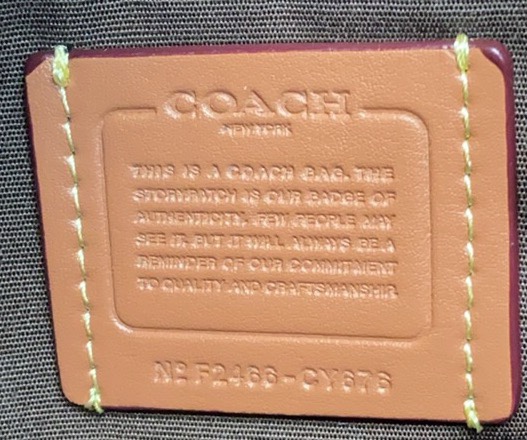 COACH
NEW YORK
THIS IS A COACH BAG. THE
STORYPATCH IS OUR BADGE OF
AUTHENTICITY. FEW PEOPLE MAY
SEE IT, BUT IT WILL ALWAYS BE A
REMINDER OF OUR COMMITMENT
TO QUALITY AND CRAFTSMANSHIP.
Nº F2466-CY676